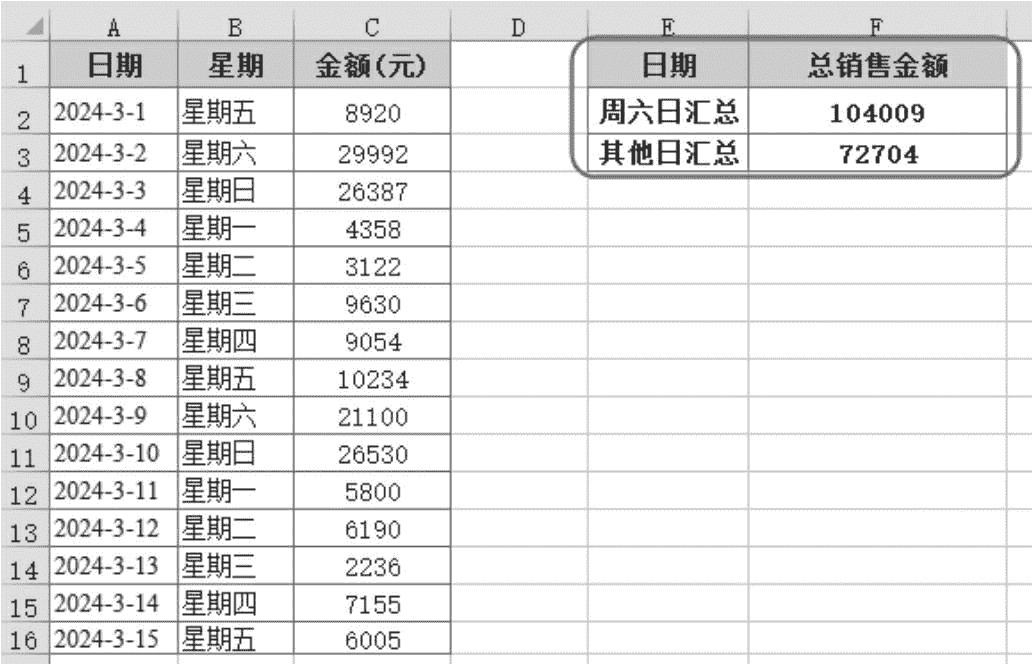 A B C D E F
1 日期 星期 金额(元) 日期 总销售金额
2 2024-3-1 星期五 8920 周六日汇总 104009
3 2024-3-2 星期六 29992 其他日汇总 72704
4 2024-3-3 星期日 26387
5 2024-3-4 星期一 4358
6 2024-3-5 星期二 3122
7 2024-3-6 星期三 9630
8 2024-3-7 星期四 9054
9 2024-3-8 星期五 10234
10 2024-3-9 星期六 21100
11 2024-3-10 星期日 26530
12 2024-3-11 星期一 5800
13 2024-3-12 星期二 6190
14 2024-3-13 星期三 2236
15 2024-3-14 星期四 7155
16 2024-3-15 星期五 6005